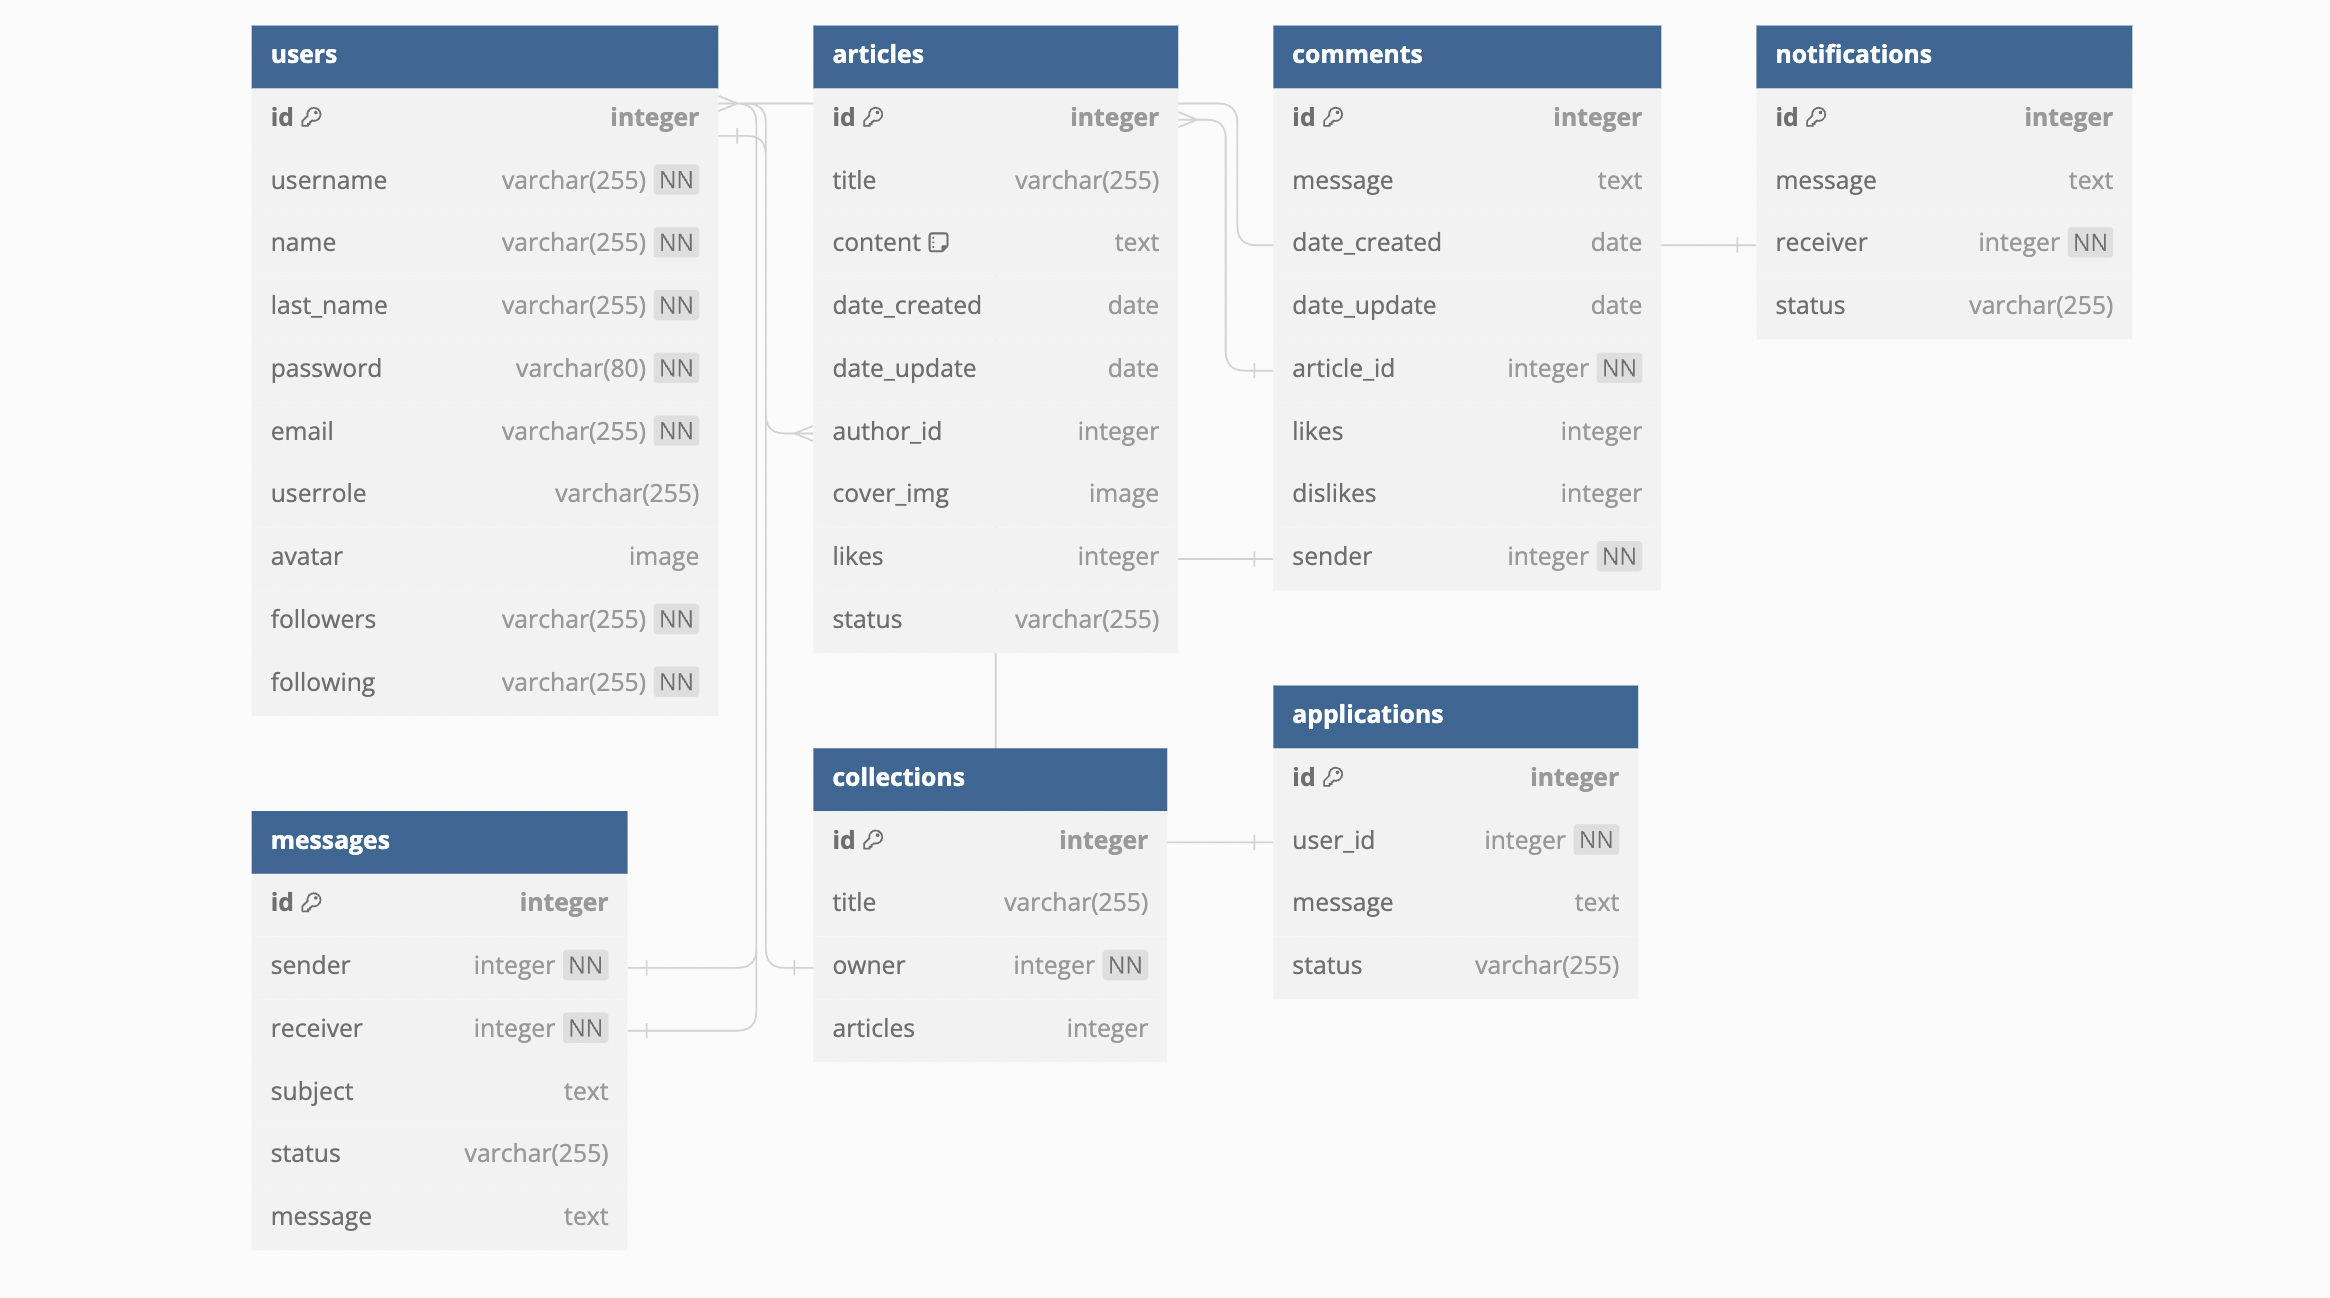 users
id integer
username varchar(255) NN
name varchar(255) NN
last_name varchar(255) NN
password varchar(80) NN
email varchar(255) NN
userrole varchar(255)
avatar image
followers varchar(255) NN
following varchar(255) NN
articles
id integer
title varchar(255)
content text
date_created date
date_update date
author_id integer
cover_img image
likes integer
status varchar(255)
comments
id integer
message text
date_created date
date_update date
article_id integer NN
likes integer
dislikes integer
sender integer NN
notifications
id integer
message text
receiver integer NN
status varchar(255)
messages
id integer
sender integer NN
receiver integer NN
subject text
status varchar(255)
message text
collections
id integer
title varchar(255)
owner integer NN
articles integer
applications
id integer
user_id integer NN
message text
status varchar(255)